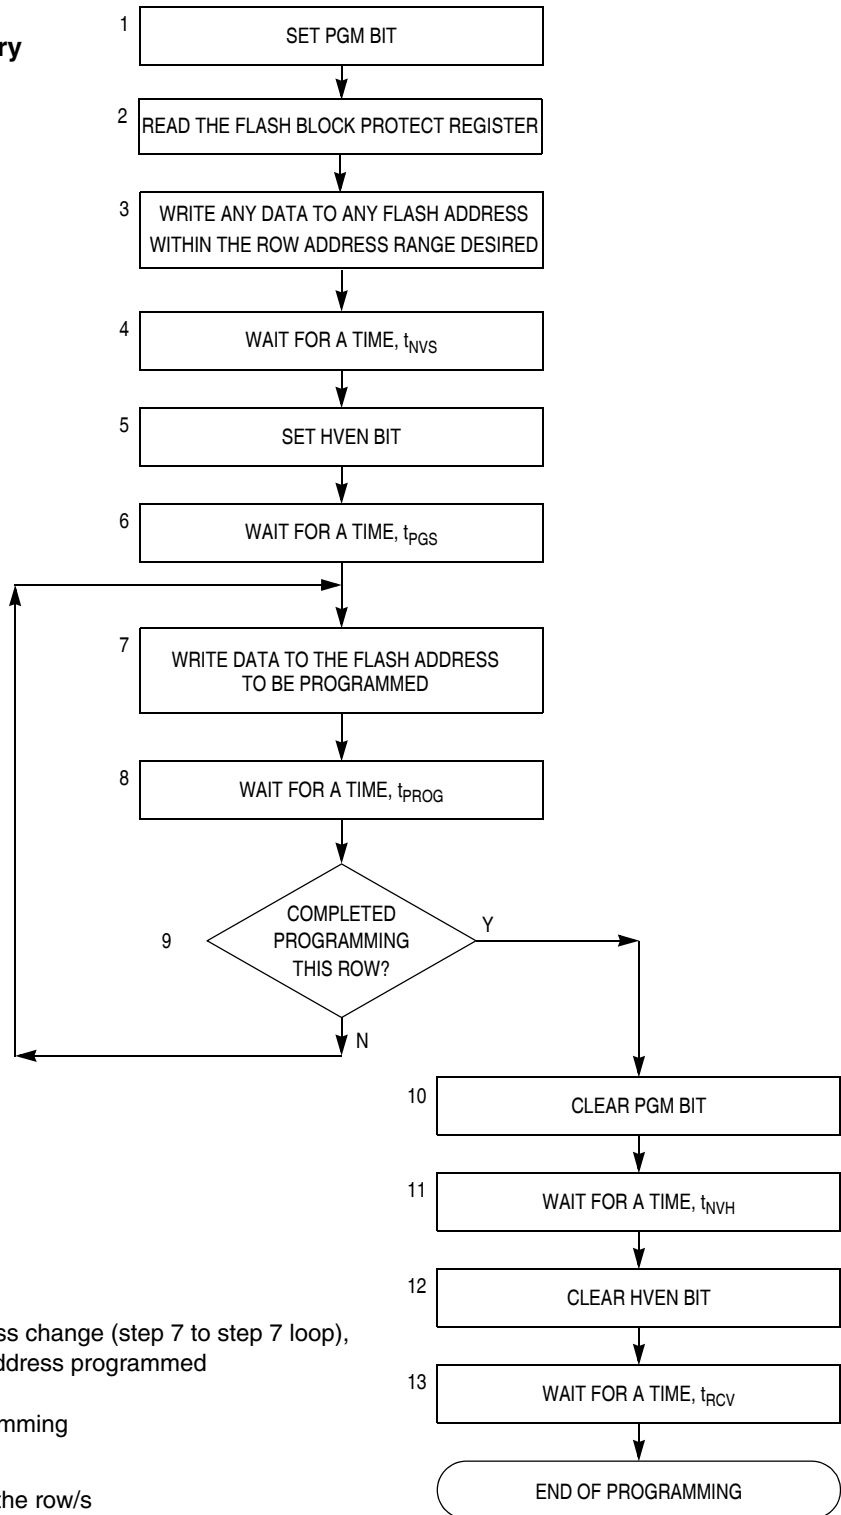 1
SET PGM BIT
2
READ THE FLASH BLOCK PROTECT REGISTER
3
WRITE ANY DATA TO ANY FLASH ADDRESS
WITHIN THE ROW ADDRESS RANGE DESIRED
4
WAIT FOR A TIME, tNVS
5
SET HVEN BIT
6
WAIT FOR A TIME, tPGS
7
WRITE DATA TO THE FLASH ADDRESS
TO BE PROGRAMMED
8
WAIT FOR A TIME, tPROG
9
COMPLETED
PROGRAMMING
THIS ROW?
Y
N
10
CLEAR PGM BIT
11
WAIT FOR A TIME, tNVH
12
CLEAR HVEN BIT
13
WAIT FOR A TIME, tRCV
END OF PROGRAMMING
change (step 7 to step 7 loop),
programmed
the row/s